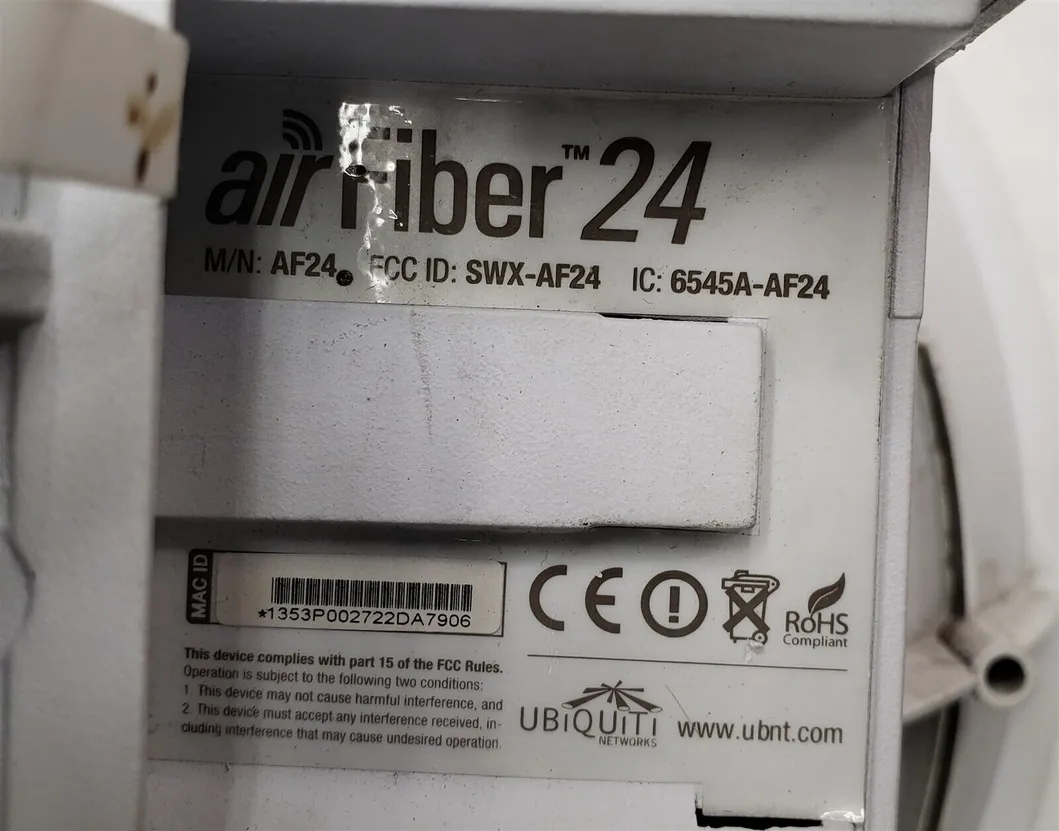 airFiber™ 24
M/N: AF24 FCC ID: SWX-AF24 IC: 6545A-AF24
MAC ID
*1353P002722DA7906
CE
RoHS
Compliant
This device complies with part 15 of the FCC Rules.
Operation is subject to the following two conditions:
1. This device may not cause harmful interference, and
2. This device must accept any interference received, in-
cluding interference that may cause undesired operation.
UBiQUiTi
NETWORKS
www.ubnt.com